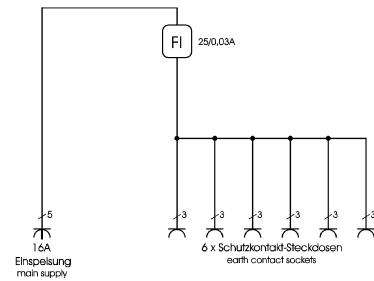 FI 25/0,03A
5 3 3 3 3 3 3
16A
Einspeisung
main supply
6 x Schutzkontakt-Steckdosen
earth contact sockets